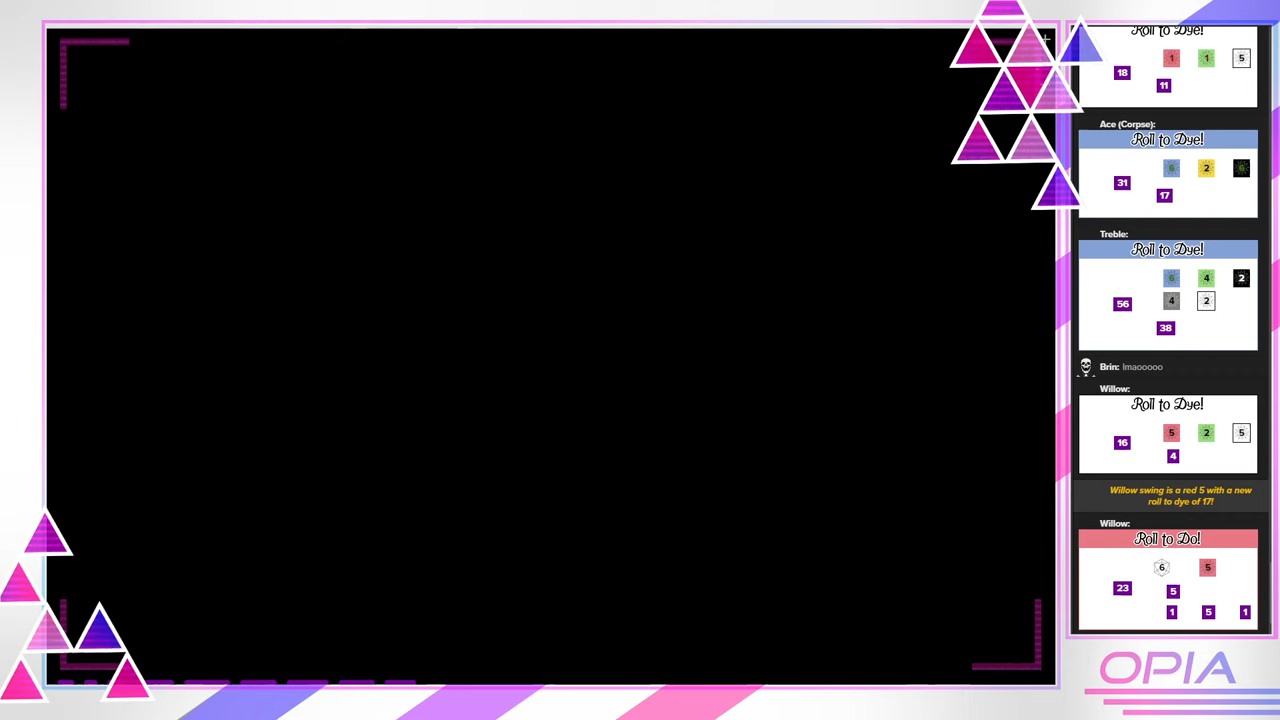 Roll to Dye!
1 1 5
18
11
Ace (Corpse):
Roll to Dye!
6 2 6
31
17
Treble:
Roll to Dye!
6 4 2
4 2
56
38
Brin: lmaooooo
Willow:
Roll to Dye!
5 2 5
16
4
Willow swing is a red 5 with a new
roll to dye of 17!
Willow:
Roll to Do!
6 5
23
5
1 5 1
OPIA